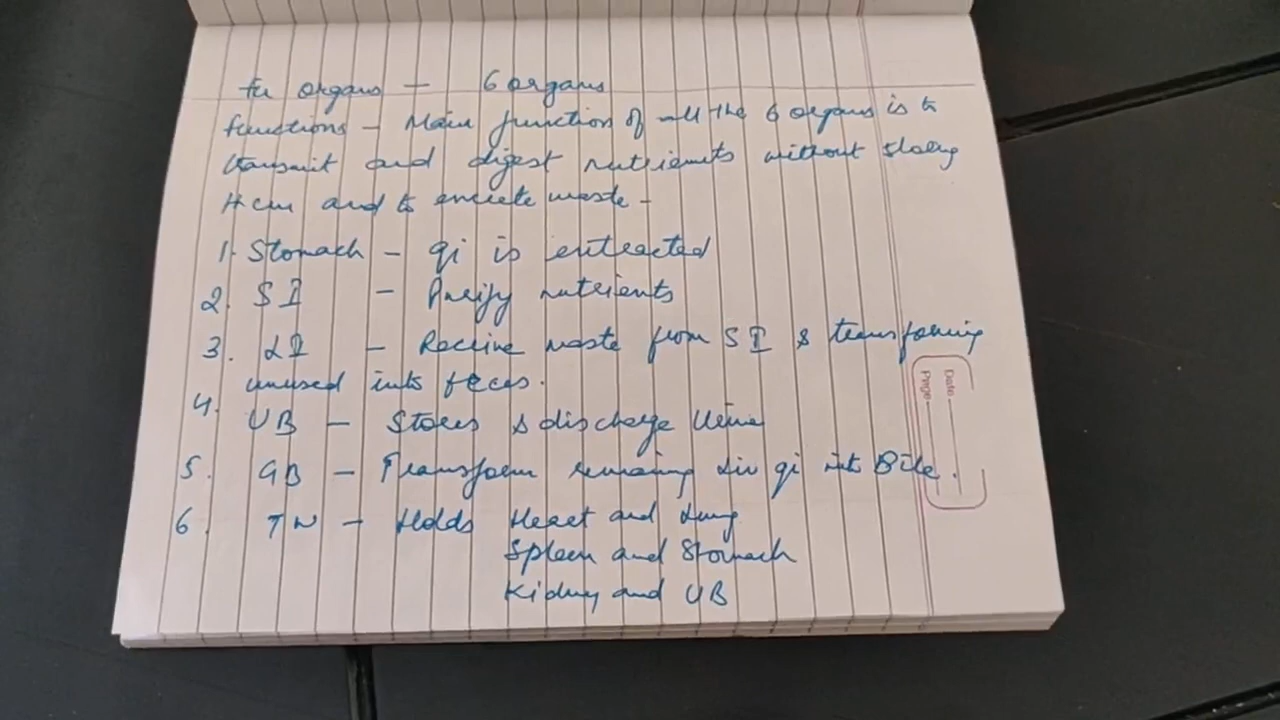 Fu organs - 6 organs
Functions - Main function of all the 6 organs is to
transmit and digest nutrients without storing
them and to excrete waste -
1. Stomach - qi is extracted
2. SI - Purify nutrients
3. LI - Receive waste from SI & transforming
unused into feces.
4. UB - Stores & discharge Urine
5. GB - Transform remaining Liv qi into Bile.
6. TW - Holds Heart and Lung
Spleen and Stomach
Kidney and UB
Date
Page